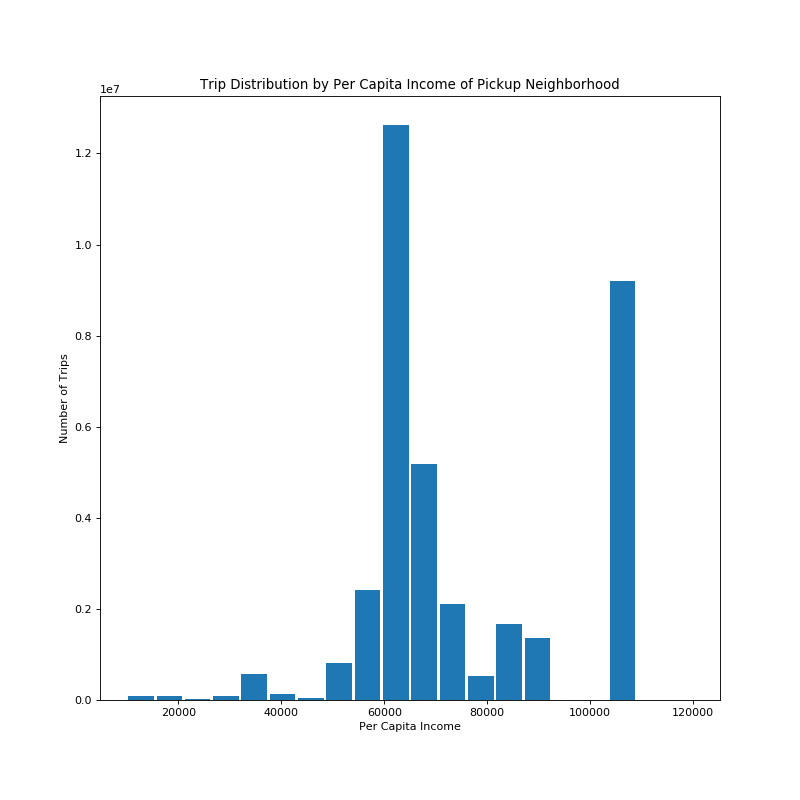 Trip Distribution by Per Capita Income of Pickup Neighborhood
1e7
1.2
1.0
0.8
0.6
0.4
0.2
0.0
Number of Trips
20000 40000 60000 80000 100000 120000
Per Capita Income